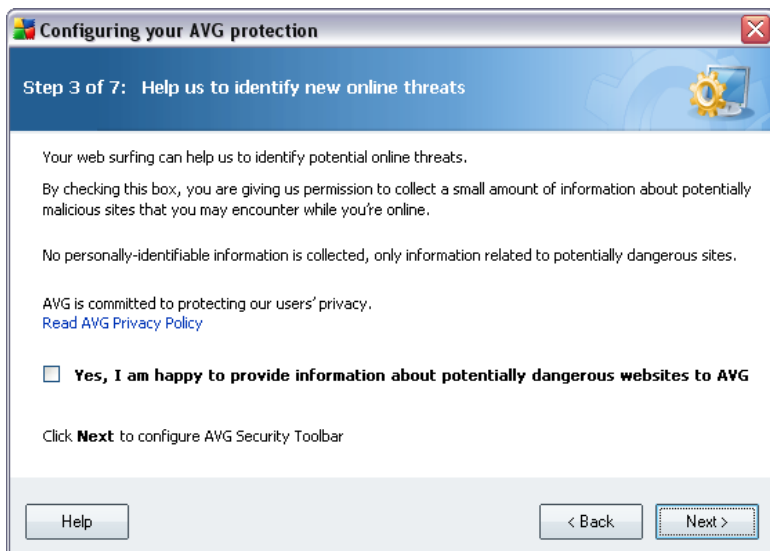 Configuring your AVG protection
Step 3 of 7: Help us to identify new online threats
Your web surfing can help us to identify potential online threats.
By checking this box, you are giving us permission to collect a small amount of information about potentially
malicious sites that you may encounter while you're online.
No personally-identifiable information is collected, only information related to potentially dangerous sites.
AVG is committed to protecting our users' privacy.
Read AVG Privacy Policy
Yes, I am happy to provide information about potentially dangerous websites to AVG
Click Next to configure AVG Security Toolbar
Help
< Back
Next >